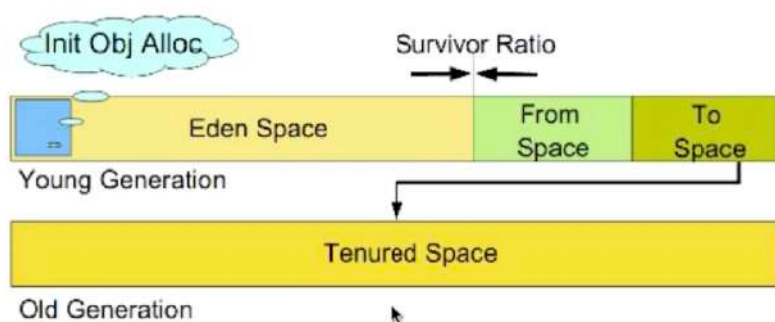 Init Obj Alloc
Survivor Ratio
Eden Space
From
Space
To
Space
Young Generation
Tenured Space
Old Generation